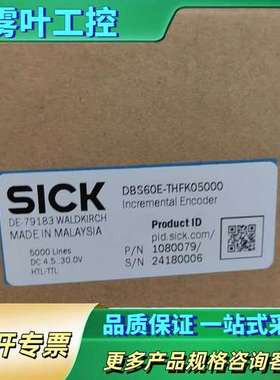 雾叶工控
SICK
DE-79183 WALDKIRCH
MADE IN MALAYSIA
5000 Lines
DC 4.5...30.0V
HTL-TTL
DBS60E-THFK05000
Incremental Encoder
Product ID
pid.sick.com/
P/N 1080079/
S/N 24180006
品质保证 一站式采
开专票
更多产品规格咨询客